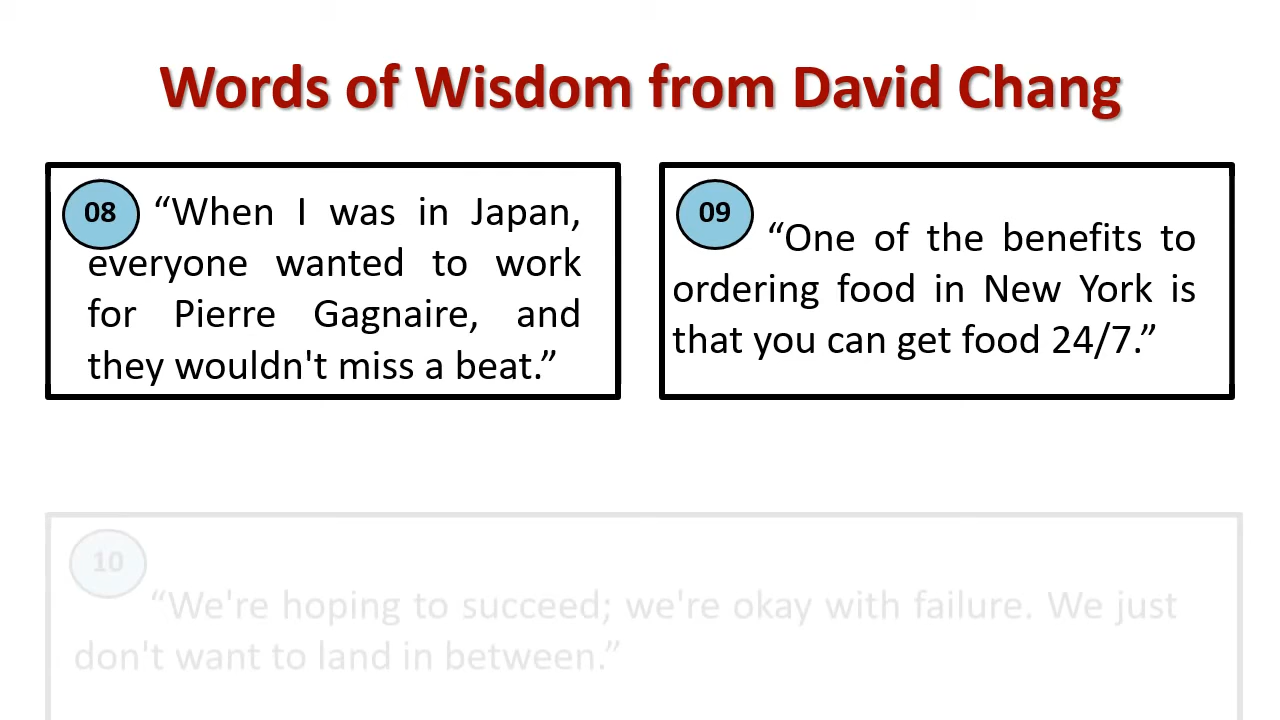 Words of Wisdom from David Chang
08
“When I was in Japan,
everyone wanted to work
for Pierre Gagnaire, and
they wouldn't miss a beat.”
09
“One of the benefits to
ordering food in New York is
that you can get food 24/7.”
10
“We're hoping to succeed; we're okay with failure. We just
don't want to land in between.”